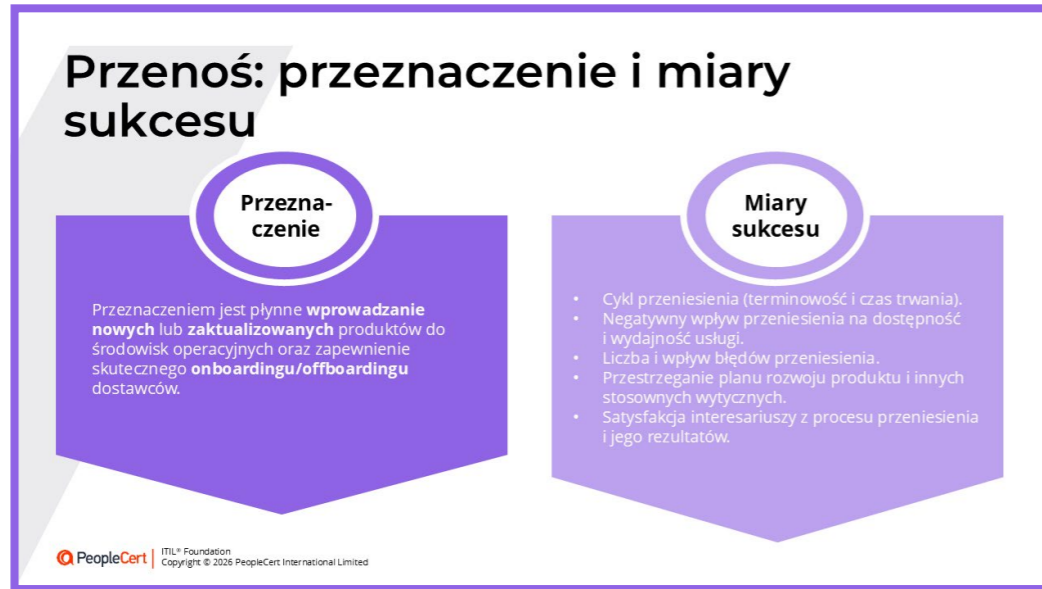 Przenoś: przeznaczenie i miary
sukcesu
Przezna-
czenie
Przeznaczeniem jest płynne wprowadzanie
nowych lub zaktualizowanych produktów do
środowisk operacyjnych oraz zapewnienie
skutecznego onboardingu/offboardingu
dostawców.
Miary
sukcesu
• Cykl przeniesienia (terminowość i czas trwania).
• Negatywny wpływ przeniesienia na dostępność
i wydajność usługi.
• Liczba i wpływ błędów przeniesienia.
• Przestrzeganie planu rozwoju produktu i innych
stosownych wytycznych.
• Satysfakcja interesariuszy z procesu przeniesienia
i jego rezultatów.
PeopleCert
ITIL® Foundation
Copyright © 2026 PeopleCert International Limited